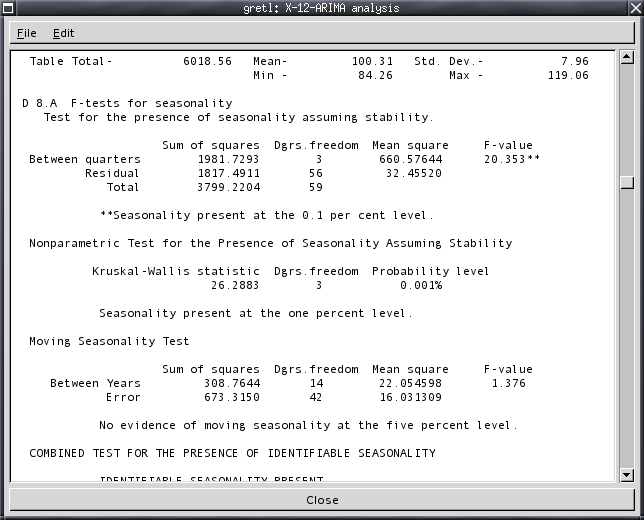 gretl: X-12-ARIMA analysis
File Edit
Table Total- 6018.56 Mean- 100.31 Std. Dev.- 7.96
Min - 84.26 Max - 119.06
D 8.A F-tests for seasonality
Test for the presence of seasonality assuming stability.
Sum of squares Dgrs.freedom Mean square F-value
Between quarters 1981.7293 3 660.57644 20.353**
Residual 1817.4911 56 32.45520
Total 3799.2204 59
**Seasonality present at the 0.1 per cent level.
Nonparametric Test for the Presence of Seasonality Assuming Stability
Kruskal-Wallis statistic Dgrs.freedom Probability level
26.2883 3 0.001%
Seasonality present at the one percent level.
Moving Seasonality Test
Sum of squares Dgrs.freedom Mean square F-value
Between Years 308.7644 14 22.054598 1.376
Error 673.3150 42 16.031309
No evidence of moving seasonality at the five percent level.
COMBINED TEST FOR THE PRESENCE OF IDENTIFIABLE SEASONALITY
IDENTIFIABLE SEASONALITY PRESENT
Close